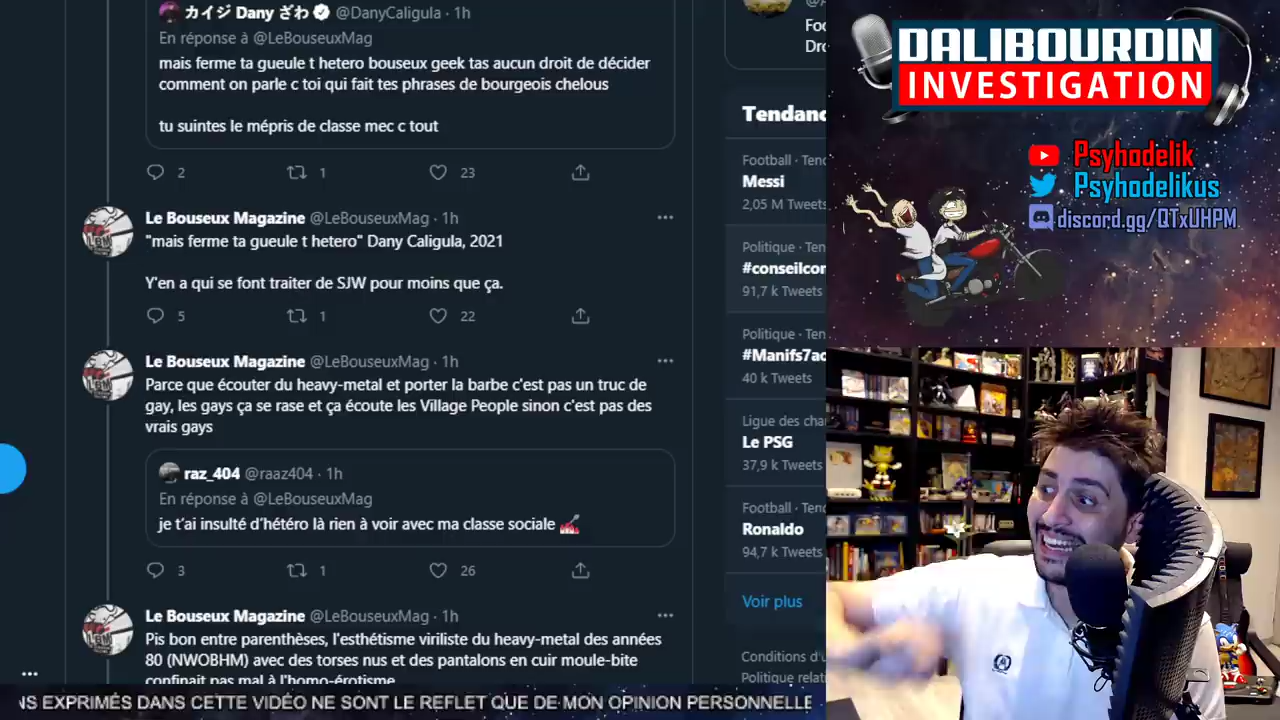 カイジ Dany ざわ @DanyCaligula · 1h
En réponse à @LeBouseuxMag
mais ferme ta gueule t hetero bouseux geek tas aucun droit de décider
comment on parle c toi qui fait tes phrases de bourgeois chelous
tu suintes le mépris de classe mec c tout
2 1 23
Le Bouseux Magazine @LeBouseuxMag · 1h
"mais ferme ta gueule t hetero" Dany Caligula, 2021
Y'en a qui se font traiter de SJW pour moins que ça.
5 1 22
Le Bouseux Magazine @LeBouseuxMag · 1h
Parce que écouter du heavy-metal et porter la barbe c'est pas un truc de
gay, les gays ça se rase et ça écoute les Village People sinon c'est pas des
vrais gays
raz_404 @raaz404 · 1h
En réponse à @LeBouseuxMag
je t'ai insulté d'hétéro là rien à voir avec ma classe sociale
3 1 26
Le Bouseux Magazine @LeBouseuxMag · 1h
Pis bon entre parenthèses, l'esthétisme viriliste du heavy-metal des années
80 (NWOBHM) avec des torses nus et des pantalons en cuir moule-bite
confinait pas mal à l'homo-érotisme
Foo
Dro
Tendanc
Football · Tend
Messi
2,05 M Tweets
Politique · Ten
#conseilcon
91,7 k Tweets
Politique · Ten
#Manifs7ao
40 k Tweets
Ligue des cha
Le PSG
37,9 k Tweets
Football · Tend
Ronaldo
94,7 k Tweets
Voir plus
Conditions d'u
Politique relati
DALIBOURDIN
INVESTIGATION
Psyhodelik
Psyhodelikus
discord.gg/QTxUHPM
NS EXPRIMÉS DANS CETTE VIDÉO NE SONT LE REFLET QUE DE MON OPINION PERSONNELLE